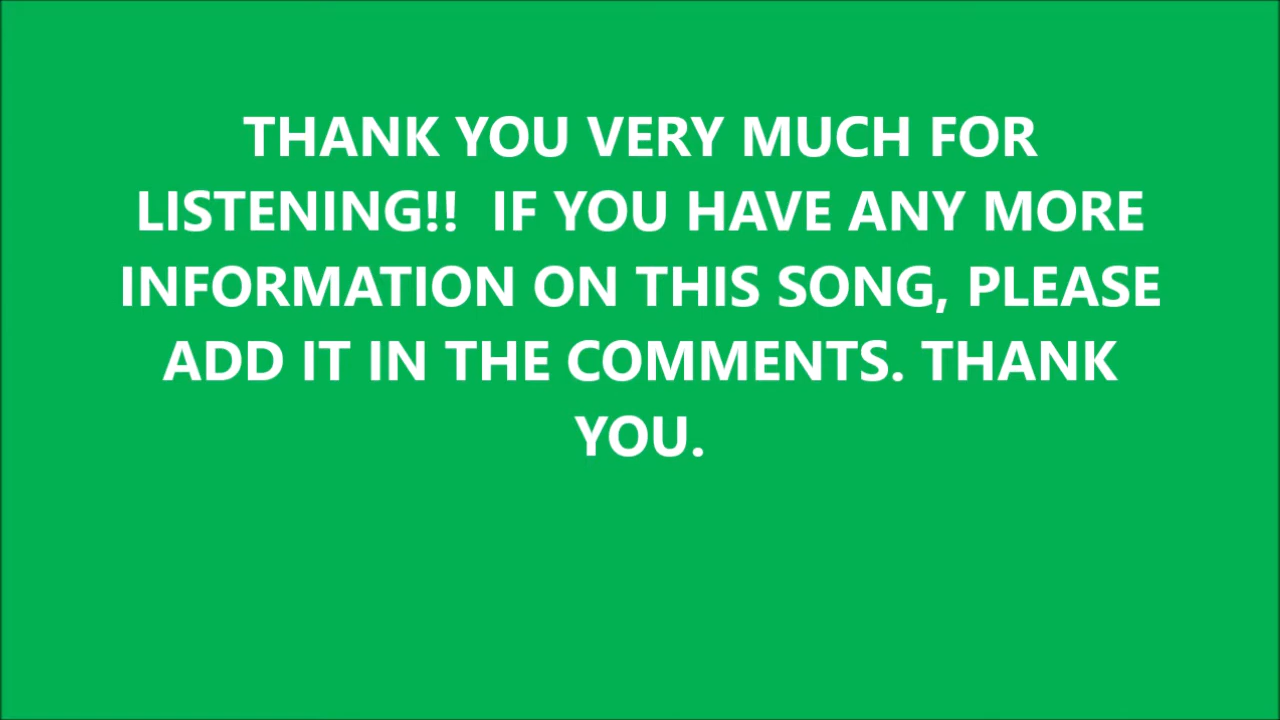 THANK YOU VERY MUCH FOR
LISTENING!!  IF YOU HAVE ANY MORE
INFORMATION ON THIS SONG, PLEASE
ADD IT IN THE COMMENTS. THANK
YOU.